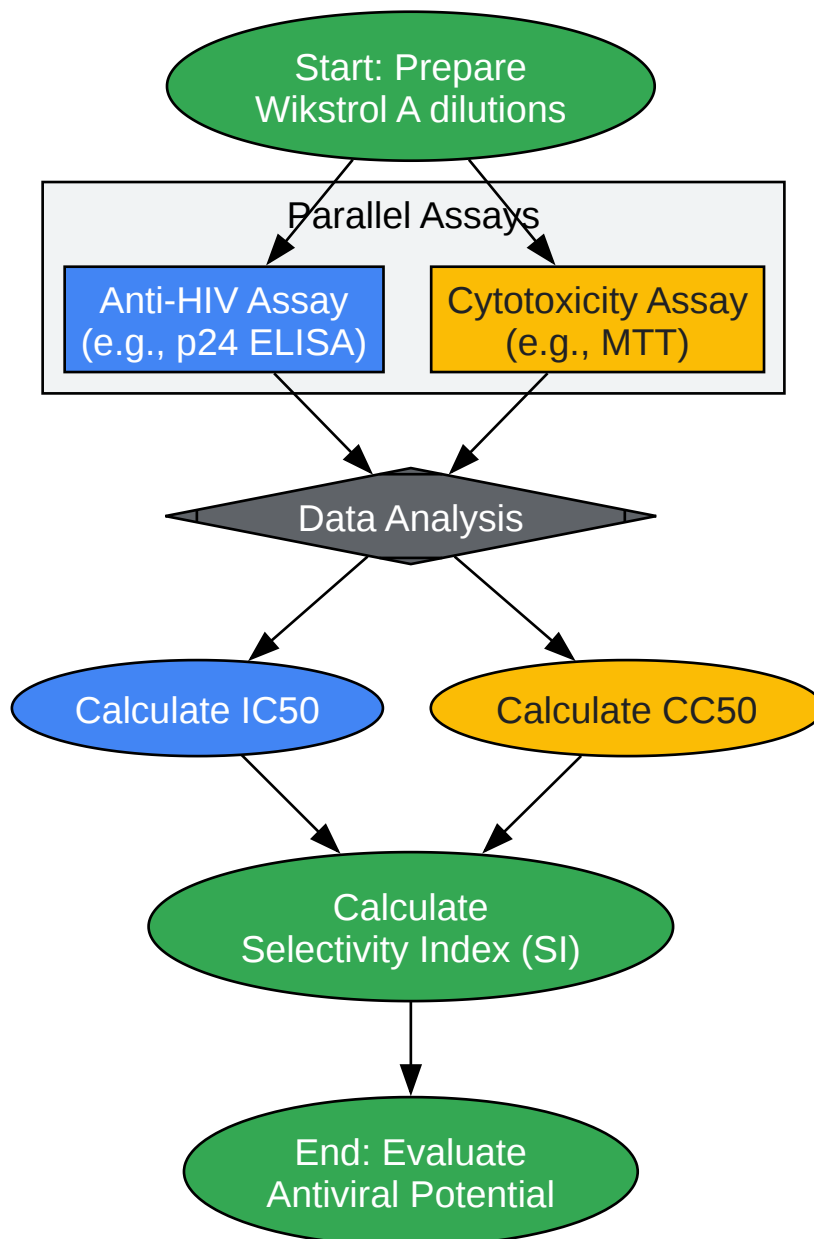 Start: Prepare
Wikstrol A dilutions
Parallel Assays
Anti-HIV Assay
(e.g., p24 ELISA)
Cytotoxicity Assay
(e.g., MTT)
Data Analysis
Calculate IC50
Calculate CC50
Calculate
Selectivity Index (SI)
End: Evaluate
Antiviral Potential